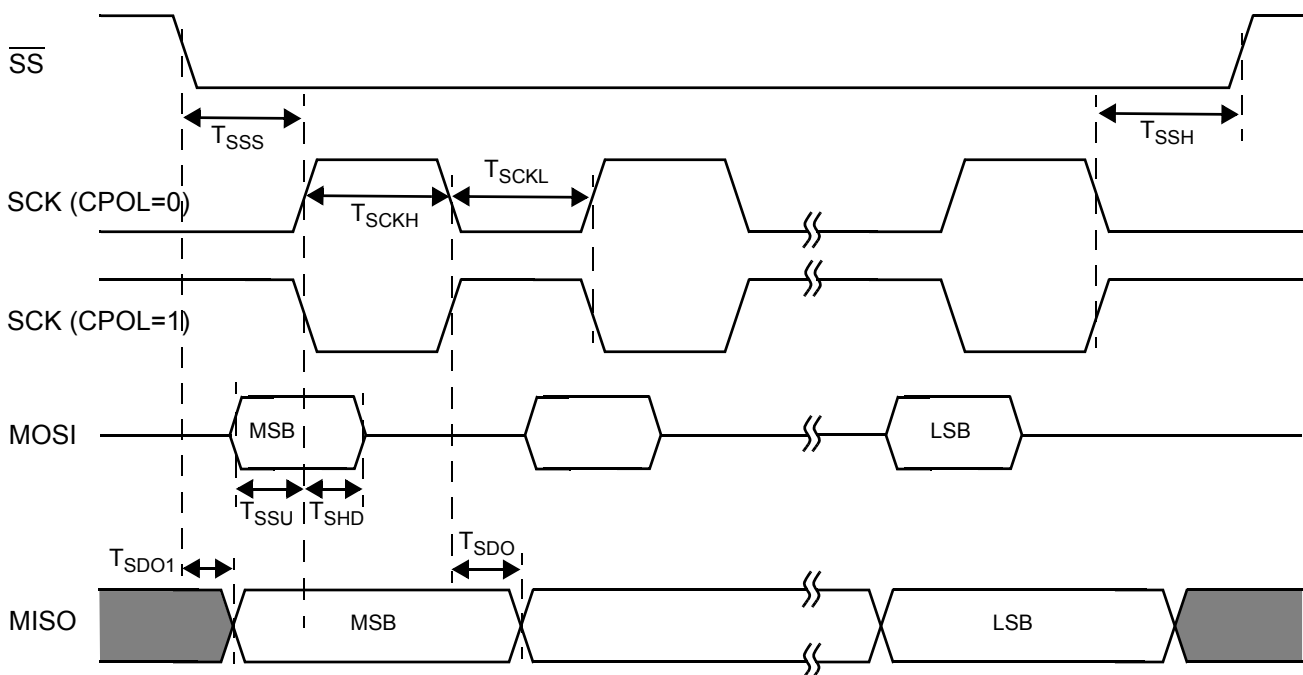 SS
T_SSS
T_SSH
SCK (CPOL=0)
T_SCKH
T_SCKL
SCK (CPOL=1)
MOSI
MSB
LSB
T_SSU
T_SHD
T_SDO1
T_SDO
MISO
MSB
LSB